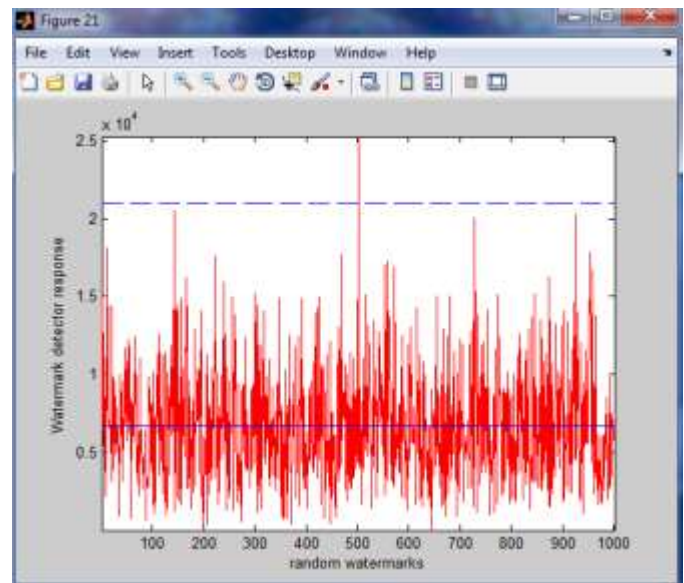 Figure 21
File Edit View Insert Tools Desktop Window Help
x 10^4
2.5
2
1.5
1
0.5
Watermark detector response
100 200 300 400 500 600 700 800 900 1000
random watermarks